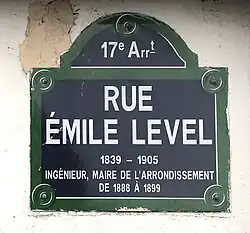 17e Arrt
RUE
ÉMILE LEVEL
1839 - 1905
INGÉNIEUR, MAIRE DE L'ARRONDISSEMENT
DE 1888 À 1899